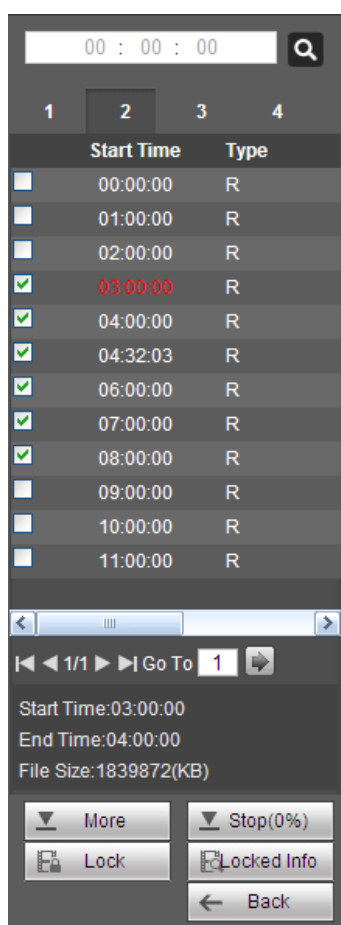 00 : 00 : 00
1 2 3 4
Start Time Type
00:00:00 R
01:00:00 R
02:00:00 R
03:00:00 R
04:00:00 R
04:32:03 R
06:00:00 R
07:00:00 R
08:00:00 R
09:00:00 R
10:00:00 R
11:00:00 R
1/1 Go To 1
Start Time:03:00:00
End Time:04:00:00
File Size:1839872(KB)
More Stop(0%)
Lock Locked Info
Back